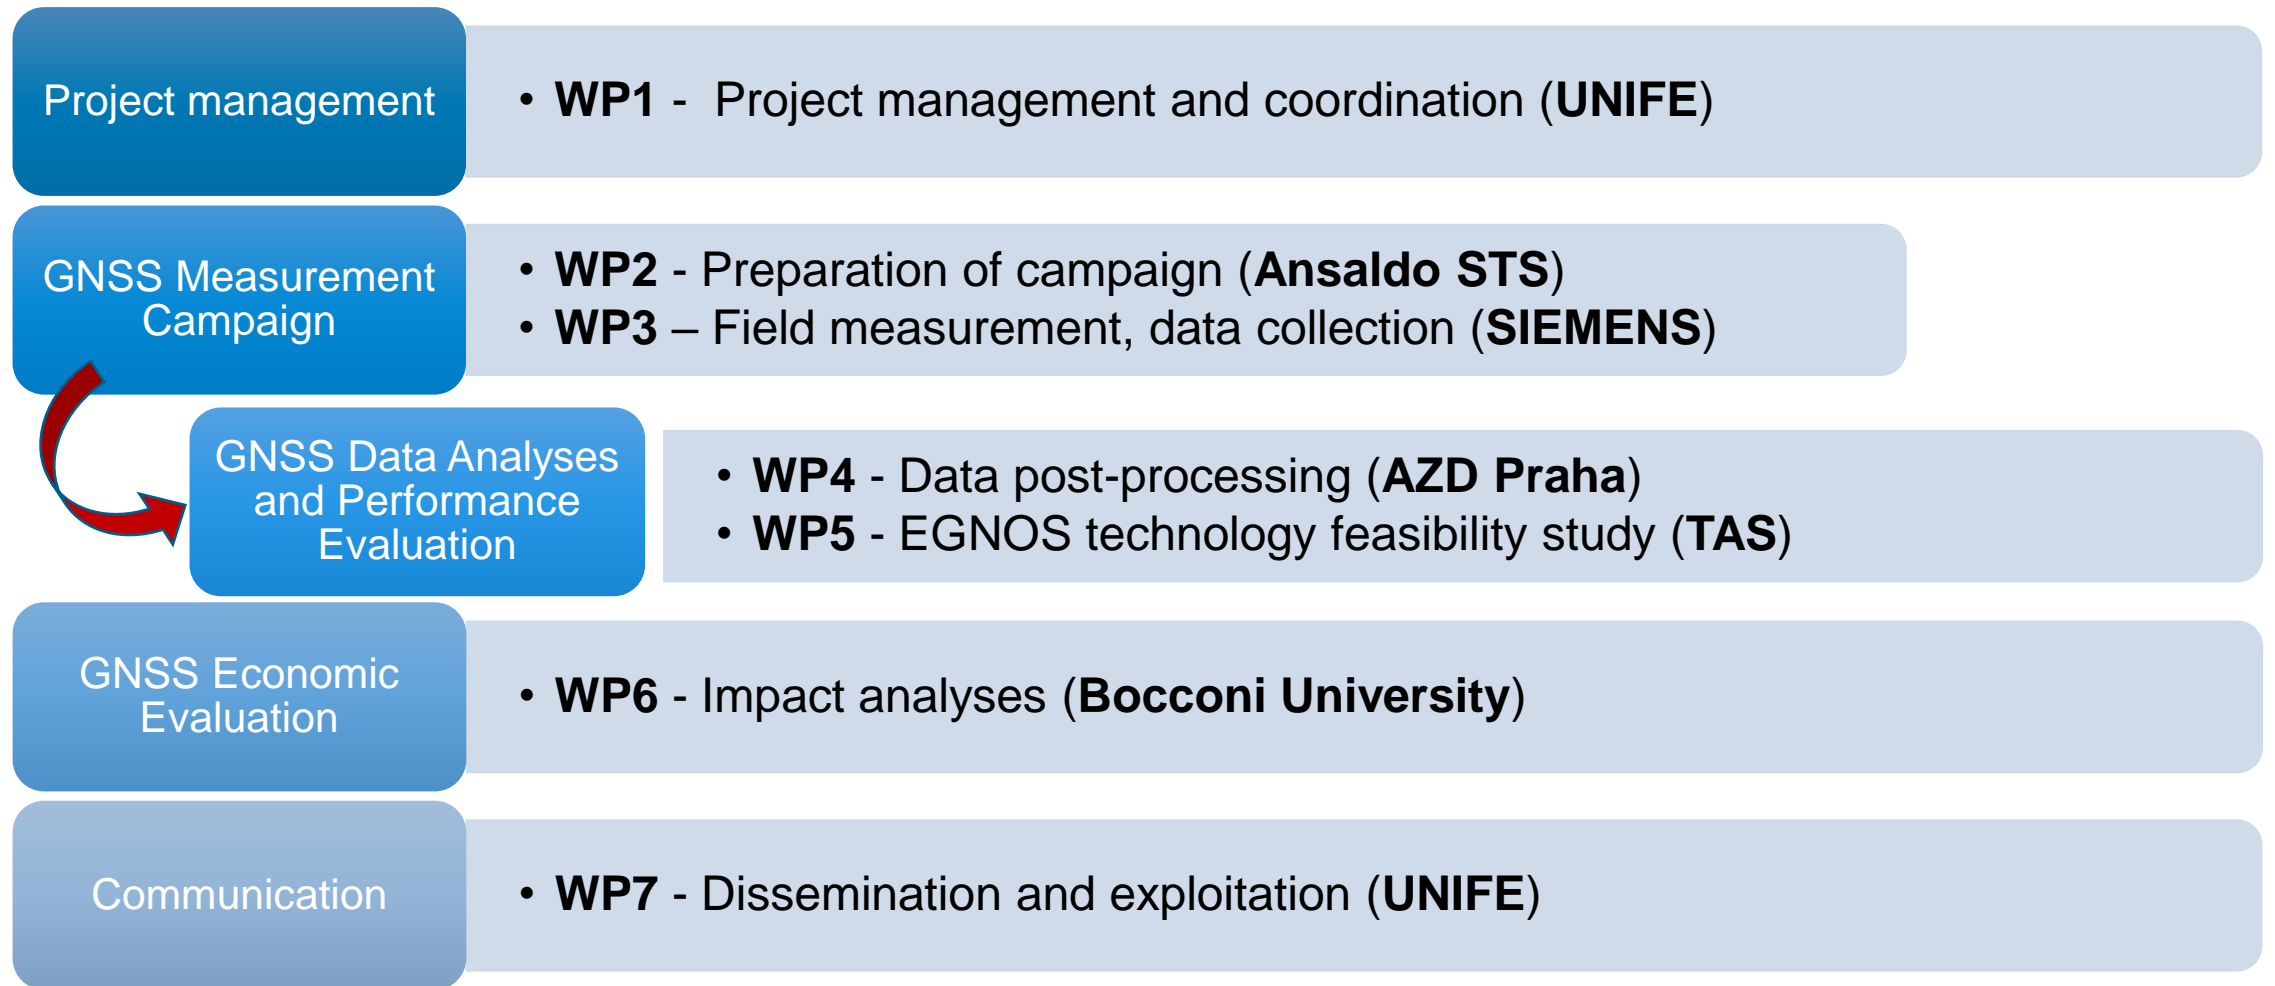 Project management
• WP1 - Project management and coordination (UNIFE)
GNSS Measurement
Campaign
• WP2 - Preparation of campaign (Ansaldo STS)
• WP3 – Field measurement, data collection (SIEMENS)
GNSS Data Analyses
and Performance
Evaluation
• WP4 - Data post-processing (AZD Praha)
• WP5 - EGNOS technology feasibility study (TAS)
GNSS Economic
Evaluation
• WP6 - Impact analyses (Bocconi University)
Communication
• WP7 - Dissemination and exploitation (UNIFE)